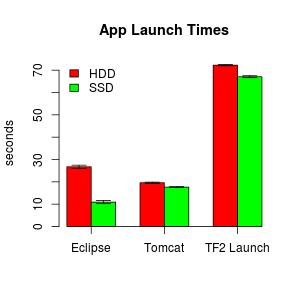 App Launch Times
HDD
SSD
seconds
70
50
30
10
0
Eclipse
Tomcat
TF2 Launch